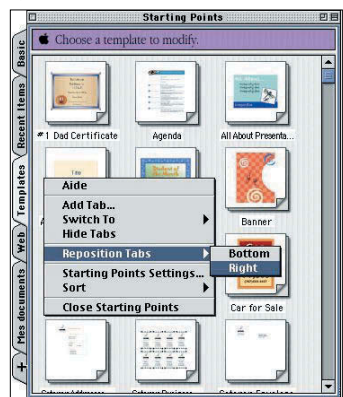 Starting Points
Choose a template to modify.
Basic
Recent Items
Templates
Web
Mes documents
+
#1 Dad Certificate
Agenda
All About Presenta...
Banner
Car for Sale
Aide
Add Tab...
Switch To
Hide Tabs
Reposition Tabs
Starting Points Settings...
Sort
Close Starting Points
Bottom
Right